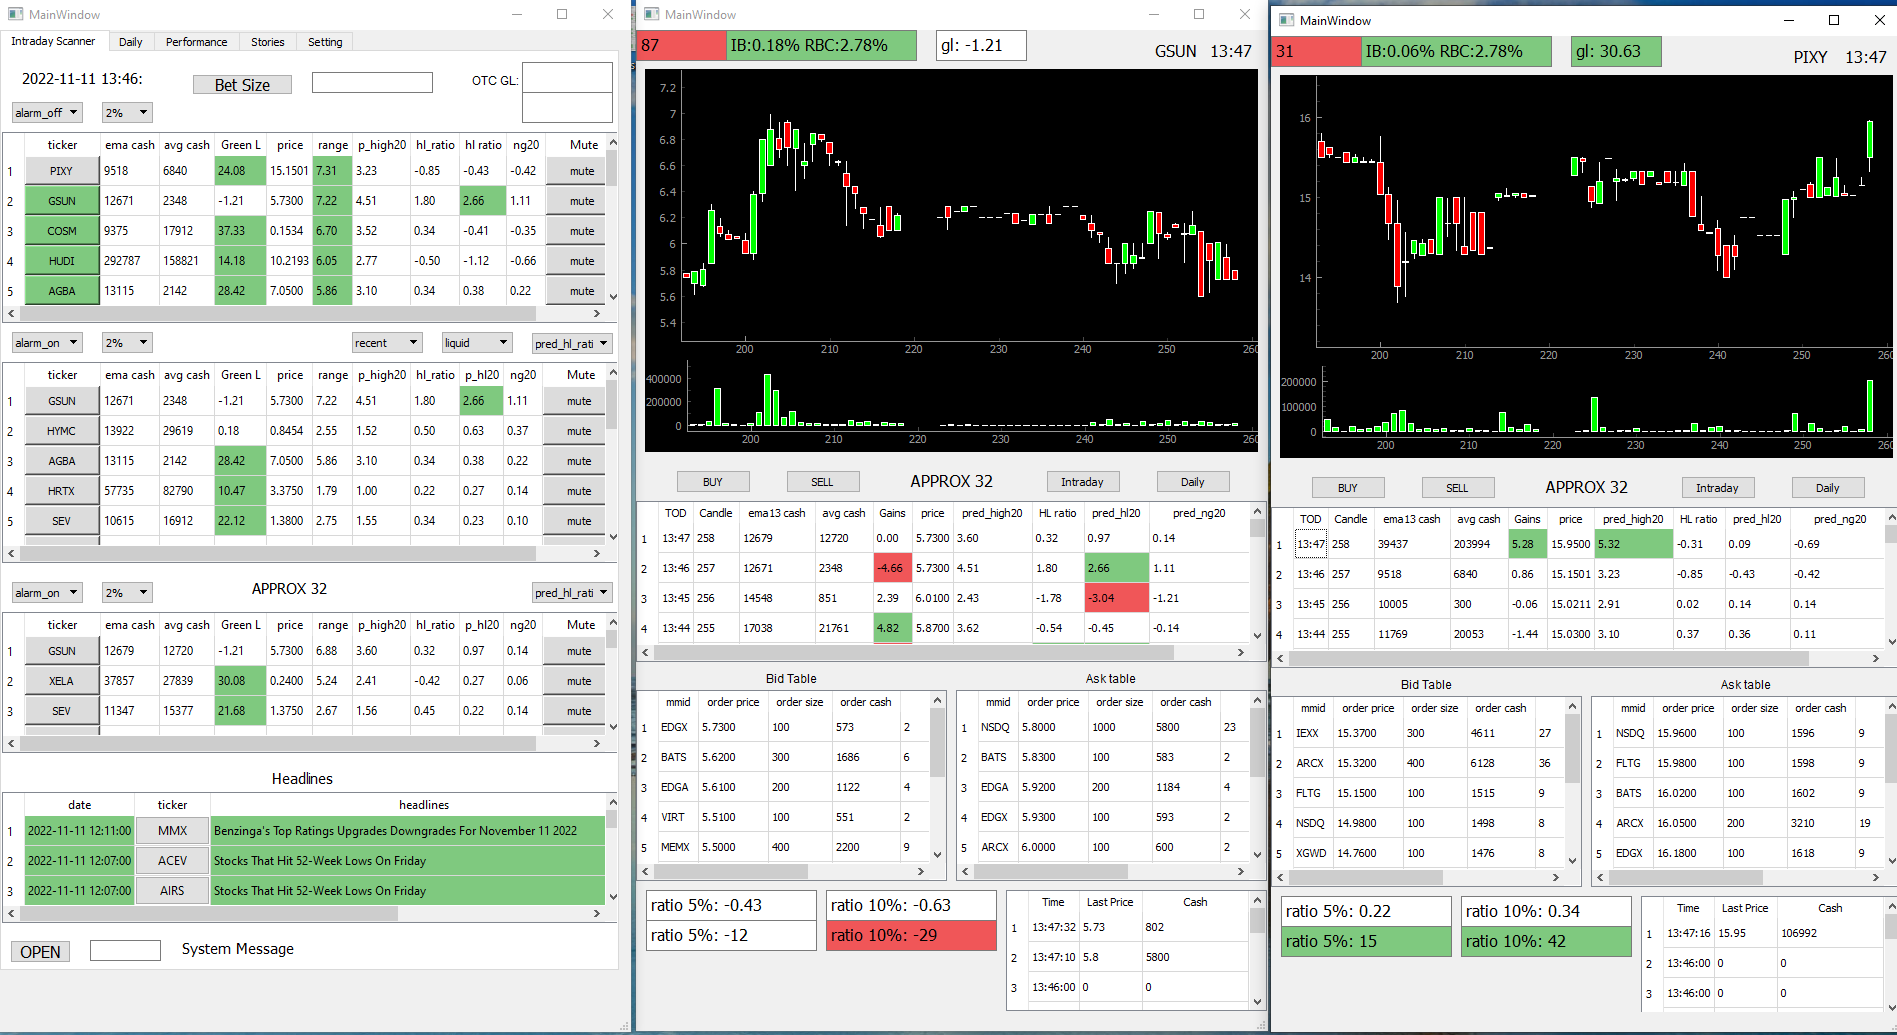 MainWindow
Intraday Scanner Daily Performance Stories Setting
2022-11-11 13:46: Bet Size OTC GL:
alarm_off 2%
ticker ema cash avg cash Green L price range p_high20 hl_ratio hl ratio ng20 Mute
1 PIXY 9518 6840 24.08 15.1501 7.31 3.23 -0.85 -0.43 -0.42 mute
2 GSUN 12671 2348 -1.21 5.7300 7.22 4.51 1.80 2.66 1.11 mute
3 COSM 9375 17912 37.33 0.1534 6.70 3.52 0.34 -0.41 -0.35 mute
4 HUDI 292787 158821 14.18 10.2193 6.05 2.77 -0.50 -1.12 -0.66 mute
5 AGBA 13115 2142 28.42 7.0500 5.86 3.10 0.34 0.38 0.22 mute
alarm_on 2% recent liquid pred_hl_rati
ticker ema cash avg cash Green L price range p_high20 hl_ratio p_hl20 ng20 Mute
1 GSUN 12671 2348 -1.21 5.7300 7.22 4.51 1.80 2.66 1.11 mute
2 HYMC 13922 29619 0.18 0.8454 2.55 1.52 0.50 0.63 0.37 mute
3 AGBA 13115 2142 28.42 7.0500 5.86 3.10 0.34 0.38 0.22 mute
4 HRTX 57735 82790 10.47 3.3750 1.79 1.00 0.22 0.27 0.14 mute
5 SEV 10615 16912 22.12 1.3800 2.75 1.55 0.34 0.23 0.10 mute
alarm_on 2% APPROX 32 pred_hl_rati
ticker ema cash avg cash Green L price range p_high20 hl_ratio p_hl20 ng20 Mute
1 GSUN 12679 12720 -1.21 5.7300 6.88 3.60 0.32 0.97 0.14 mute
2 XELA 37857 27839 30.08 0.2400 5.24 2.41 -0.42 0.27 0.06 mute
3 SEV 11347 15377 21.68 1.3750 2.67 1.56 0.45 0.22 0.14 mute
Headlines
date ticker headlines
1 2022-11-11 12:11:00 MMX Benzinga's Top Ratings Upgrades Downgrades For November 11 2022
2 2022-11-11 12:07:00 ACEV Stocks That Hit 52-Week Lows On Friday
3 2022-11-11 12:07:00 AIRS Stocks That Hit 52-Week Lows On Friday
OPEN System Message
MainWindow
87 IB:0.18% RBC:2.78% gl: -1.21 GSUN 13:47
7.2
7
6.8
6.6
6.4
6.2
6
5.8
5.6
5.4
200 210 220 230 240 250 260
400000
200000
0
200 210 220 230 240 250 260
BUY SELL APPROX 32 Intraday Daily
TOD Candle ema13 cash avg cash Gains price pred_high20 HL ratio pred_hl20 pred_ng20
1 13:47 258 12679 12720 0.00 5.7300 3.60 0.32 0.97 0.14
2 13:46 257 12671 2348 -4.66 5.7300 4.51 1.80 2.66 1.11
3 13:45 256 14548 851 2.39 6.0100 2.43 -1.78 -3.04 -1.21
4 13:44 255 17038 21761 4.82 5.8700 3.62 -0.54 -0.45 -0.14
Bid Table
mmid order price order size order cash
1 EDGX 5.7300 100 573 2
2 BATS 5.6200 300 1686 6
3 EDGA 5.6100 200 1122 4
4 VIRT 5.5100 100 551 2
5 MEMX 5.5000 400 2200 9
Ask table
mmid order price order size order cash
1 NSDQ 5.8000 1000 5800 23
2 BATS 5.8300 100 583 2
3 EDGA 5.9200 200 1184 4
4 EDGX 5.9300 100 593 2
5 ARCX 6.0000 100 600 2
ratio 5%: -0.43 ratio 10%: -0.63
ratio 5%: -12 ratio 10%: -29
Time Last Price Cash
1 13:47:32 5.73 802
2 13:47:10 5.8 5800
3 13:46:00 0 0
MainWindow
31 IB:0.06% RBC:2.78% gl: 30.63 PIXY 13:47
16
15
14
200 210 220 230 240 250 260
200000
100000
0
200 210 220 230 240 250 260
BUY SELL APPROX 32 Intraday Daily
TOD Candle ema13 cash avg cash Gains price pred_high20 HL ratio pred_hl20 pred_ng20
1 13:47 258 39437 203994 5.28 15.9500 5.32 -0.31 0.09 -0.69
2 13:46 257 9518 6840 0.86 15.1501 3.23 -0.85 -0.43 -0.42
3 13:45 256 10005 300 -0.06 15.0211 2.91 0.02 0.14 0.14
4 13:44 255 11769 20053 -1.44 15.0300 3.10 0.37 0.36 0.11
Bid Table
mmid order price order size order cash
1 IEXX 15.3700 300 4611 27
2 ARCX 15.3200 400 6128 36
3 FLTG 15.1500 100 1515 9
4 NSDQ 14.9800 100 1498 8
5 XGWD 14.7600 100 1476 8
Ask table
mmid order price order size order cash
1 NSDQ 15.9600 100 1596 9
2 FLTG 15.9800 100 1598 9
3 BATS 16.0200 100 1602 9
4 ARCX 16.0500 200 3210 19
5 EDGX 16.1800 100 1618 9
ratio 5%: 0.22 ratio 10%: 0.34
ratio 5%: 15 ratio 10%: 42
Time Last Price Cash
1 13:47:16 15.95 106992
2 13:46:00 0 0
3 13:46:00 0 0